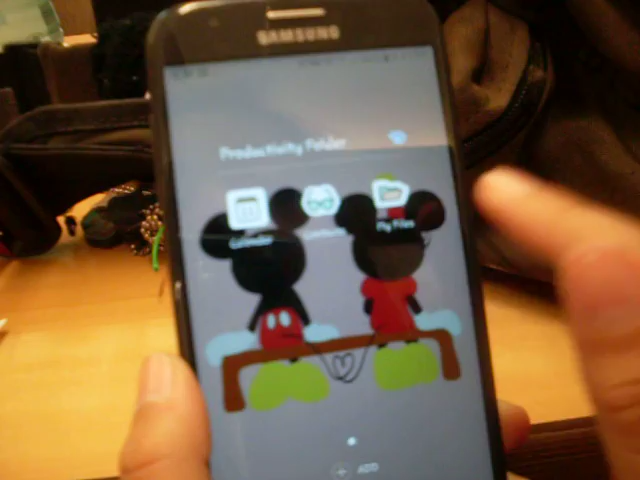 SAMSUNG
Productivity Folder
Calendar
My Files
ADD